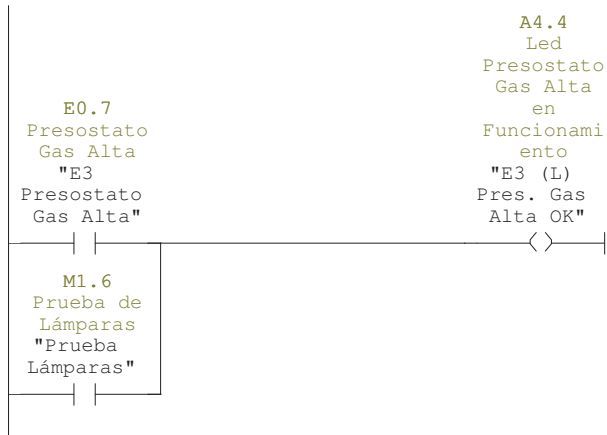 A4.4
Led
Presostato
Gas Alta
en
Funcionami
ento
"E3 (L)
Pres. Gas
Alta OK"
E0.7
Presostato
Gas Alta
"E3
Presostato
Gas Alta"
M1.6
Prueba de
Lámparas
"Prueba
Lámparas"